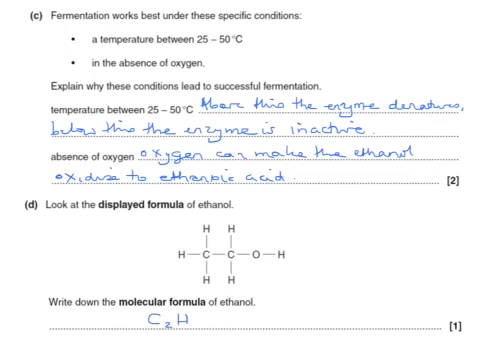 (c) Fermentation works best under these specific conditions:
• a temperature between 25 – 50 °C
• in the absence of oxygen.
Explain why these conditions lead to successful fermentation.
temperature between 25 – 50 °C Above this the enzyme denatures,
below this the enzyme is inactive.
absence of oxygen oxygen can make the ethanol
oxidise to ethanoic acid. [2]
(d) Look at the displayed formula of ethanol.
H H
H—C—C—O—H
H H
Write down the molecular formula of ethanol.
C₂H
[1]